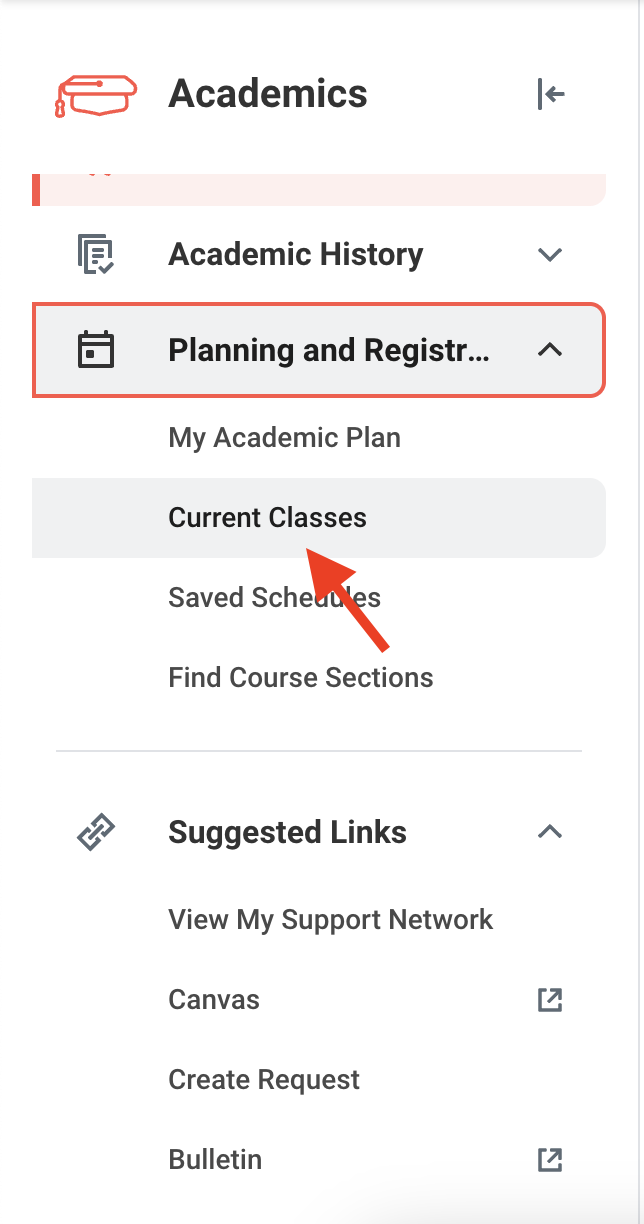 Academics
Academic History
Planning and Registr...
My Academic Plan
Current Classes
Saved Schedules
Find Course Sections
Suggested Links
View My Support Network
Canvas
Create Request
Bulletin